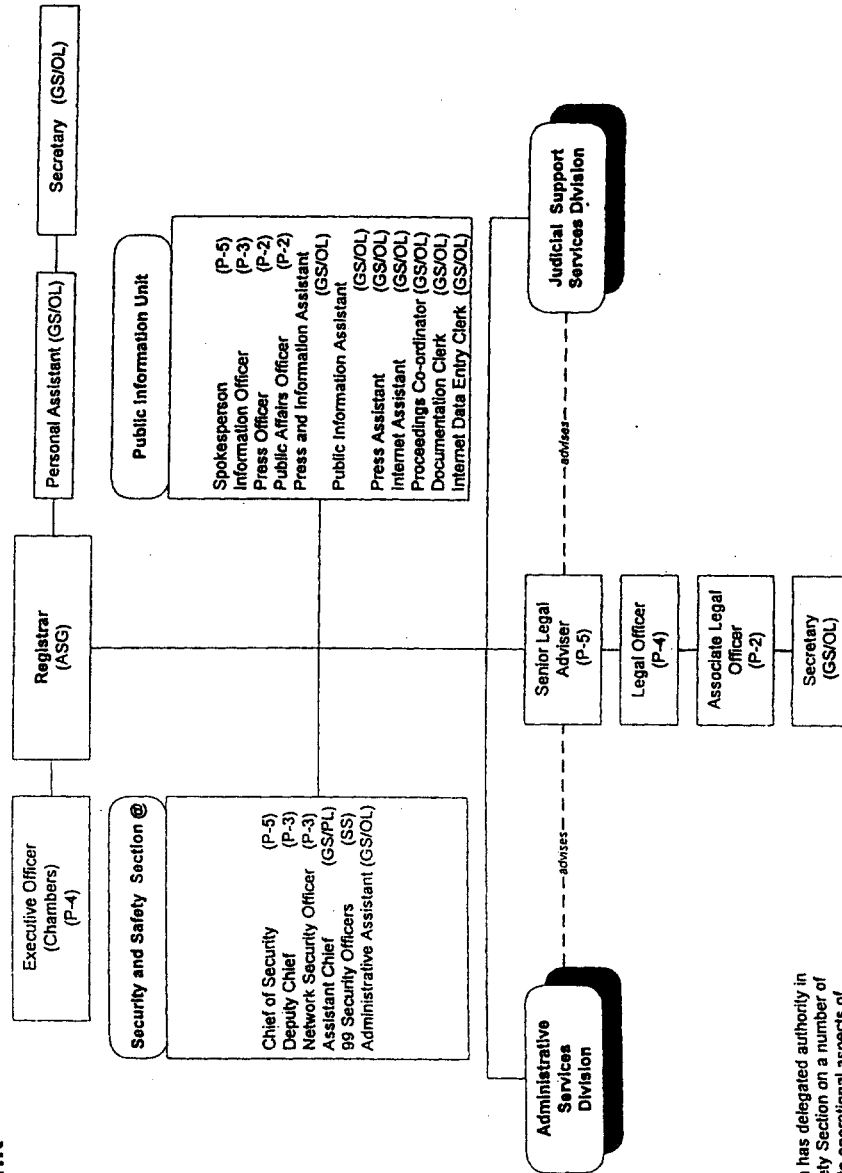 Executive Officer
(Chambers)
(P-4)
Registrar
(ASG)
Personal Assistant (GS/OL)
Secretary (GS/OL)
Security and Safety Section @
Chief of Security (P-5)
Deputy Chief (P-3)
Network Security Officer (P-3)
Assistant Chief (GS/PL)
99 Security Officers (SS)
Administrative Assistant (GS/OL)
Public Information Unit
Spokesperson (P-5)
Information Officer (P-3)
Press Officer (P-2)
Public Affairs Officer (P-2)
Press and Information Assistant
(GS/OL)
Public Information Assistant
(GS/OL)
Press Assistant (GS/OL)
Internet Assistant (GS/OL)
Proceedings Co-ordinator (GS/OL)
Documentation Clerk (GS/OL)
Internet Data Entry Clerk (GS/OL)
Administrative
Services
Division
advises
Senior Legal
Adviser
(P-5)
advises
Judicial Support
Services Division
Legal Officer
(P-4)
Associate Legal
Officer
(P-2)
Secretary
(GS/OL)
has delegated authority in
ety Section on a number of
operational aspects of